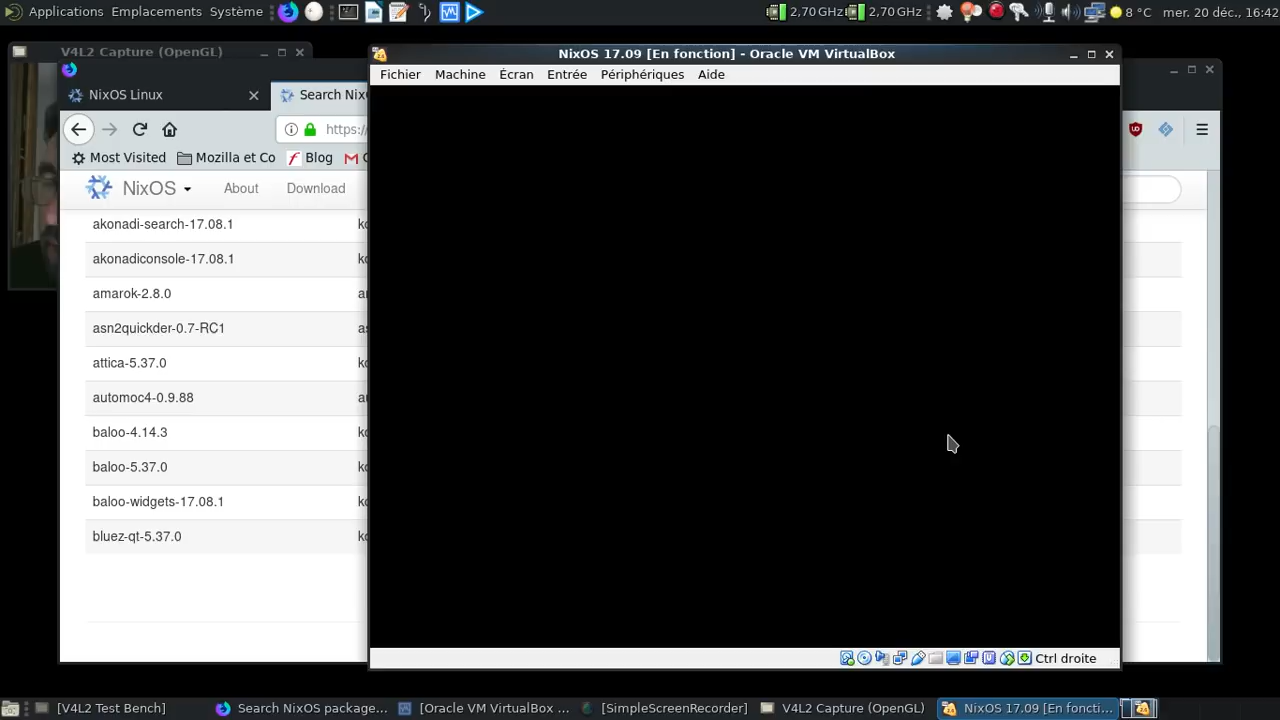 Applications Emplacements Système 2,70 GHz 2,70 GHz 8 °C mer. 20 déc., 16:42
V4L2 Capture (OpenGL)
NixOS 17.09 [En fonction] - Oracle VM VirtualBox
Fichier Machine Écran Entrée Périphériques Aide
NixOS Linux
Search Nix
https:/
Most Visited Mozilla et Co Blog
NixOS About Download
akonadi-search-17.08.1
akonadiconsole-17.08.1
amarok-2.8.0
asn2quickder-0.7-RC1
attica-5.37.0
automoc4-0.9.88
baloo-4.14.3
baloo-5.37.0
baloo-widgets-17.08.1
bluez-qt-5.37.0
Ctrl droite
[V4L2 Test Bench] Search NixOS package... [Oracle VM VirtualBox ... [SimpleScreenRecorder] V4L2 Capture (OpenGL) NixOS 17.09 [En foncti...